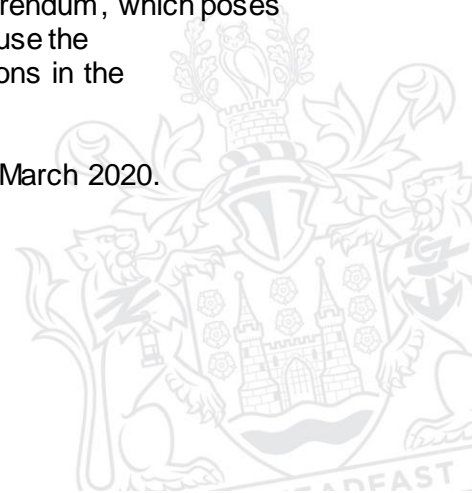 rendum, which poses
use the
ons in the
March 2020.
ADFAST